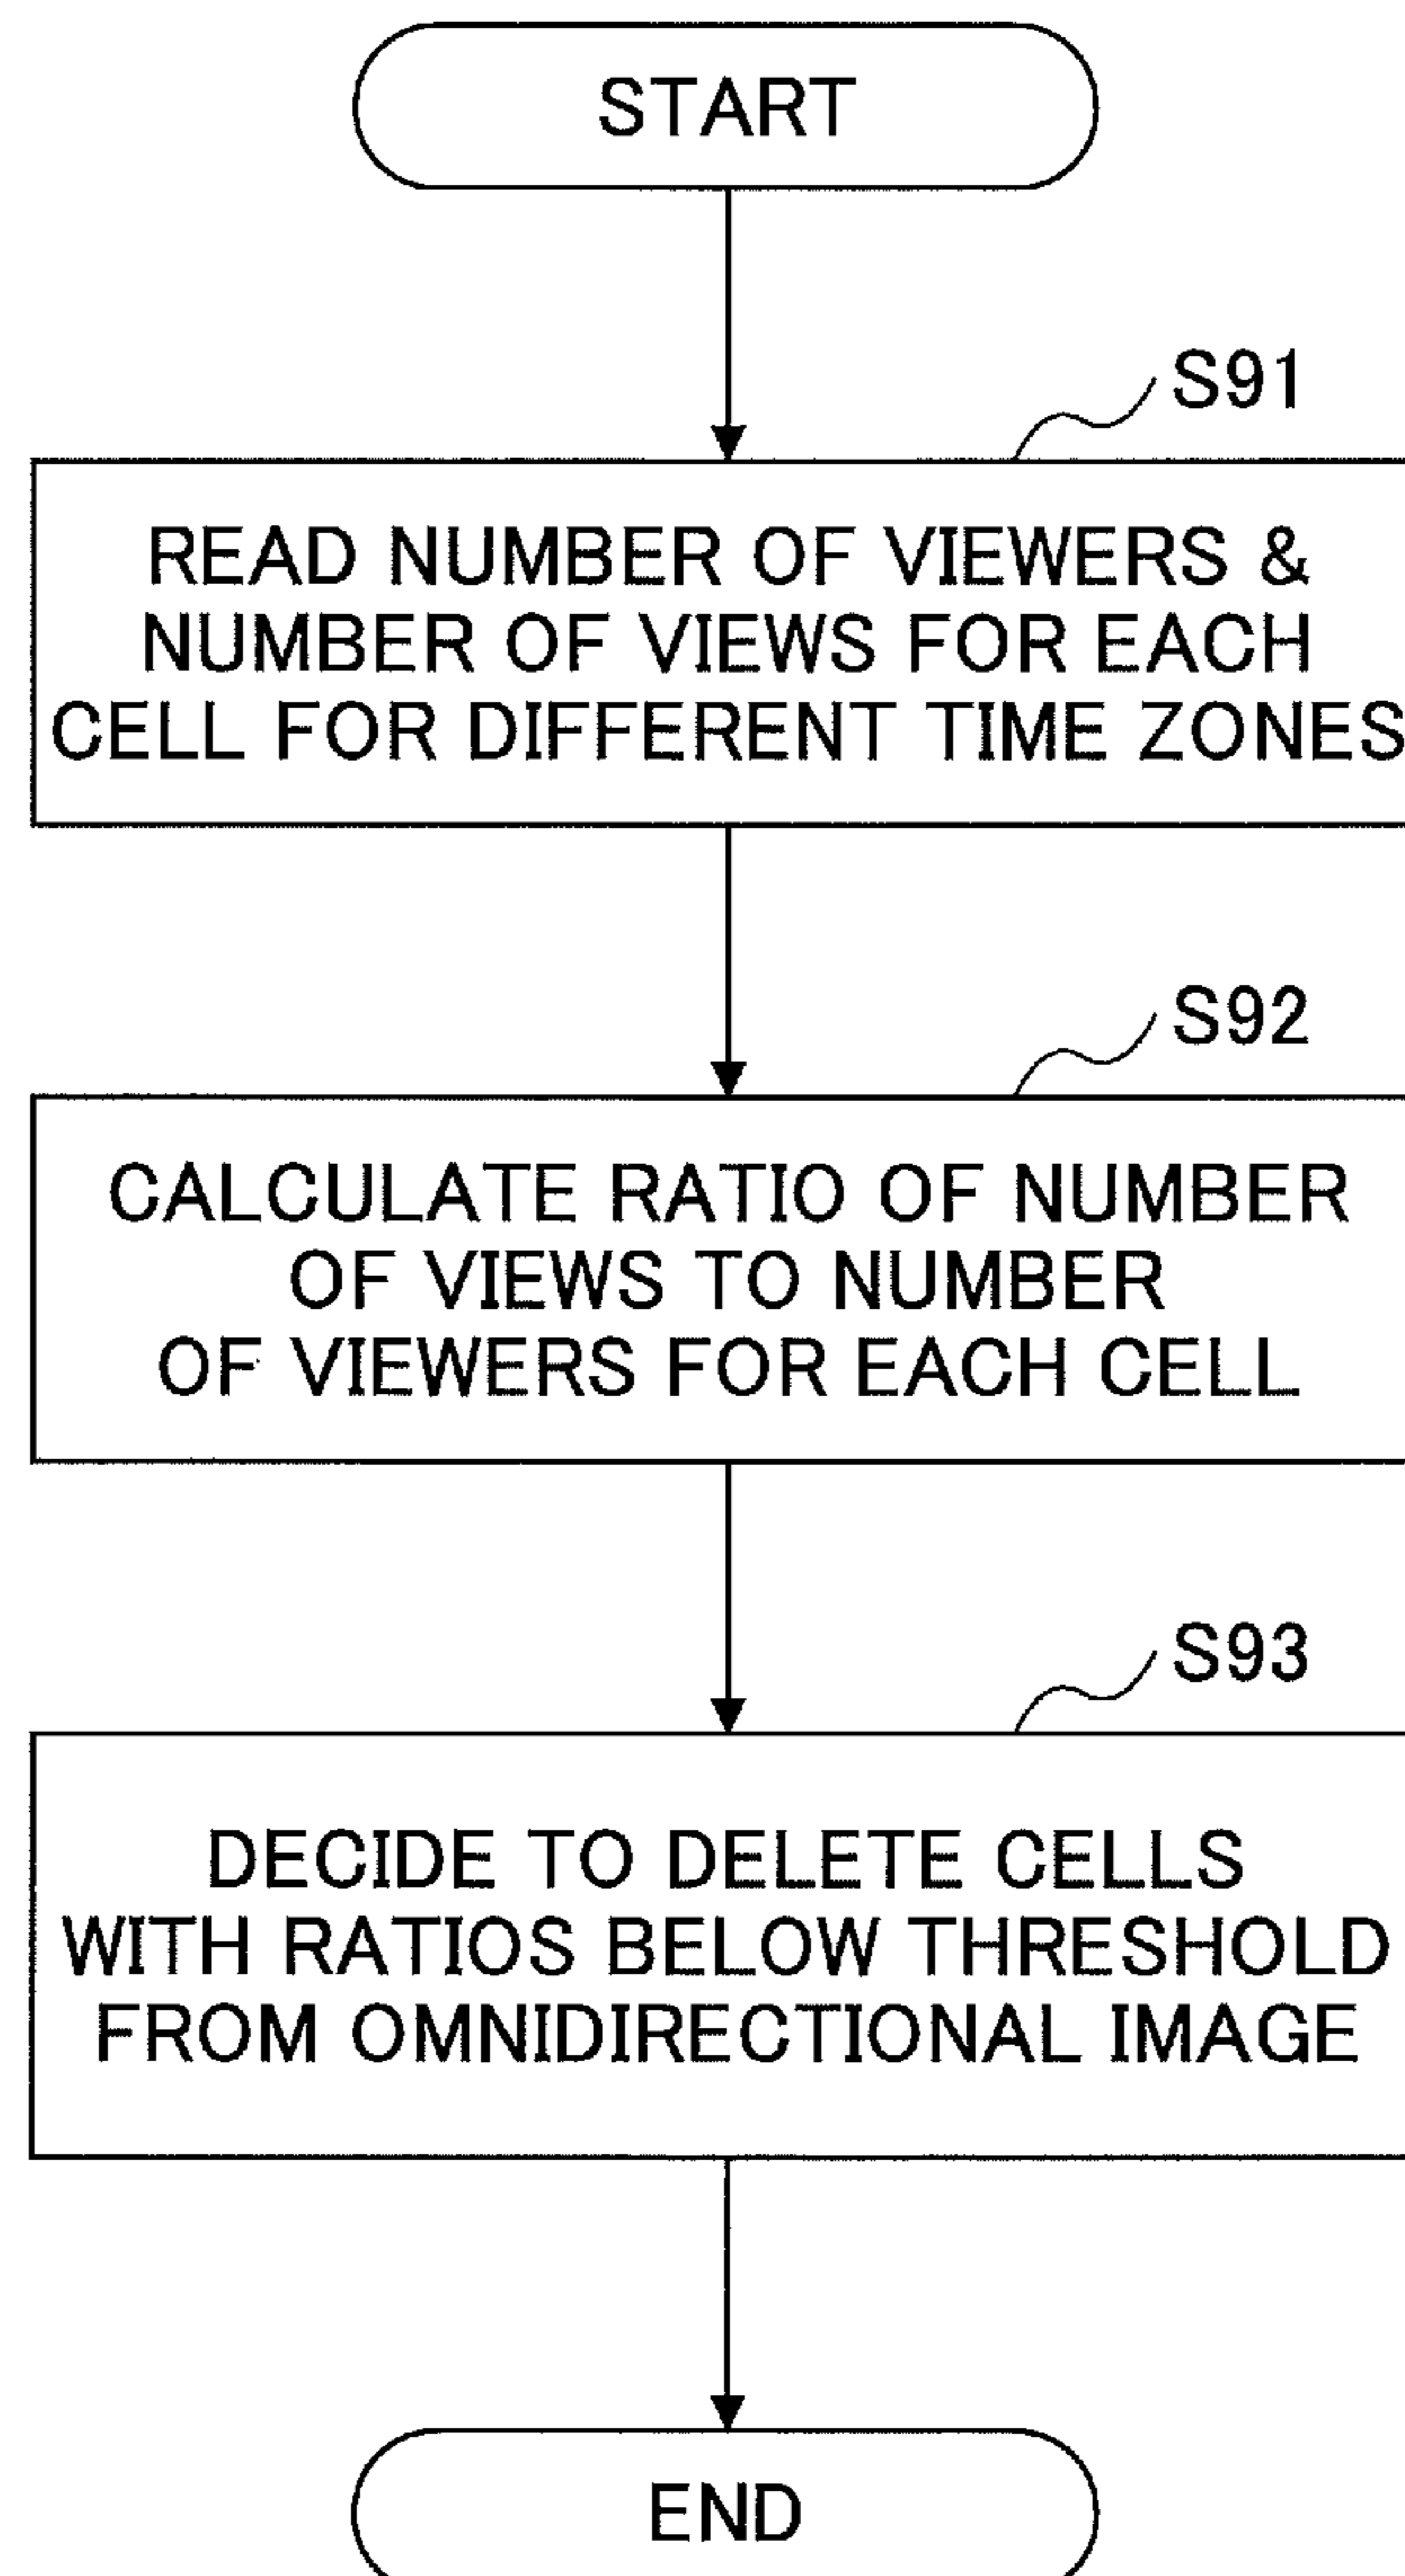 START
S91
READ NUMBER OF VIEWERS &
NUMBER OF VIEWS FOR EACH
CELL FOR DIFFERENT TIME ZONES
S92
CALCULATE RATIO OF NUMBER
OF VIEWS TO NUMBER
OF VIEWERS FOR EACH CELL
S93
DECIDE TO DELETE CELLS
WITH RATIOS BELOW THRESHOLD
FROM OMNIDIRECTIONAL IMAGE
END